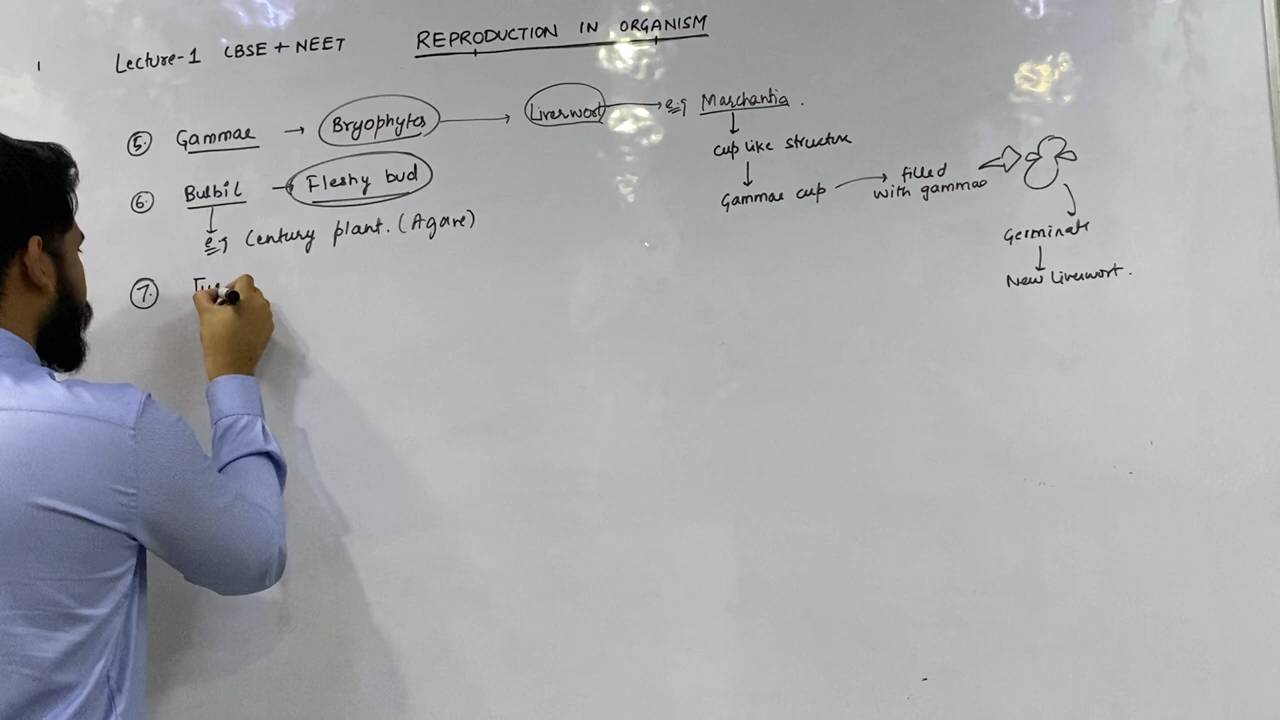 Lecture-1 CBSE + NEET REPRODUCTION IN ORGANISM
5. Gammae → Bryophytes → Liverwort → e.g Marchantia.
cup like structure
Gammae cup → filled with gammae
6. Bulbil → Fleshy bud
e.g Century plant. (Agave)
Germinate
New Liverwort.
7.